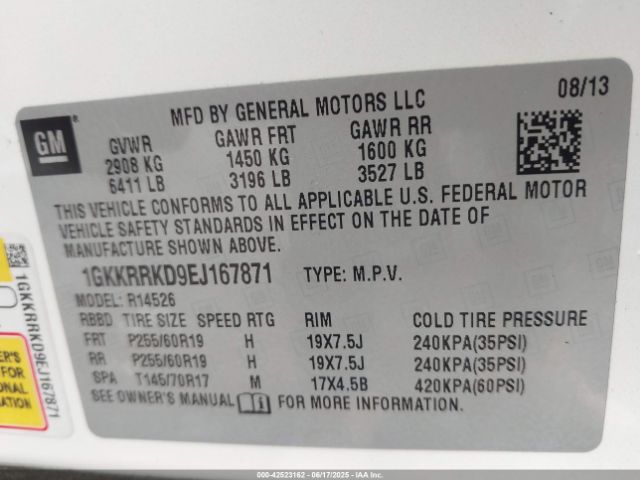 GM
MFD BY GENERAL MOTORS LLC
08/13
GVWR GAWR FRT GAWR RR
2908 KG 1450 KG 1600 KG
6411 LB 3196 LB 3527 LB
THIS VEHICLE CONFORMS TO ALL APPLICABLE U.S. FEDERAL MOTOR
VEHICLE SAFETY STANDARDS IN EFFECT ON THE DATE OF
MANUFACTURE SHOWN ABOVE.
1GKKRRKD9EJ167871 TYPE: M.P.V.
MODEL: R14526
RBBD TIRE SIZE SPEED RTG RIM COLD TIRE PRESSURE
FRT P255/60R19 H 19X7.5J 240KPA(35PSI)
RR P255/60R19 H 19X7.5J 240KPA(35PSI)
SPA T145/70R17 M 17X4.5B 420KPA(60PSI)
SEE OWNER'S MANUAL FOR MORE INFORMATION.
1GKKRRKD9EJ167871
000-42523162 | 06/17/2025 | IAA Inc.